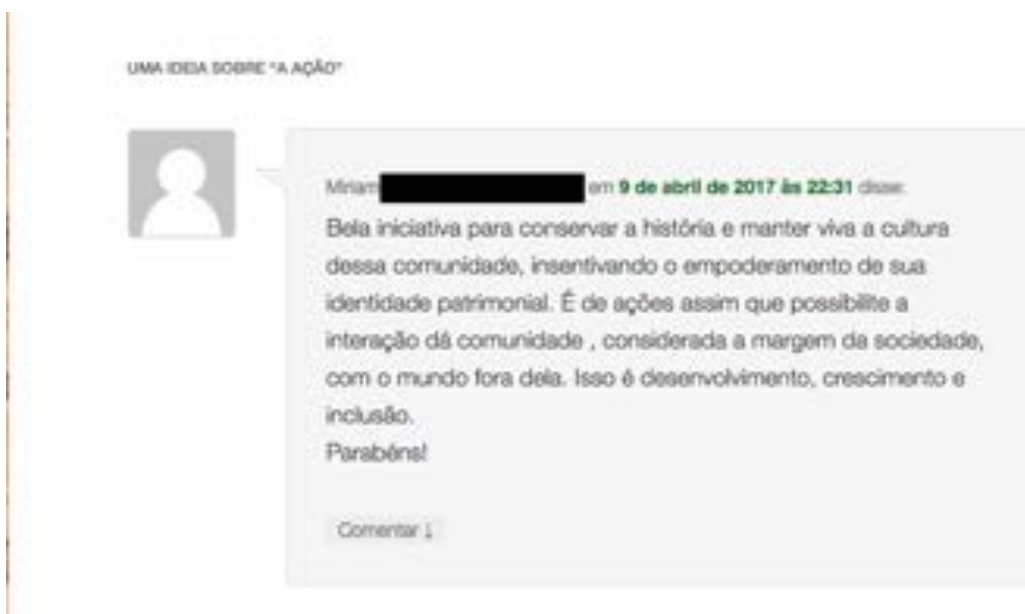 UMA IDEIA SOBRE "A AÇÃO"
Miriam em 9 de abril de 2017 às 22:31 disse:
Bela iniciativa para conservar a história e manter viva a cultura
dessa comunidade, insentivando o empoderamento de sua
identidade patrimonial. É de ações assim que possibilite a
interação dá comunidade , considerada a margem da sociedade,
com o mundo fora dela. Isso é desenvolvimento, crescimento e
inclusão.
Parabéns!
Comentar ↓